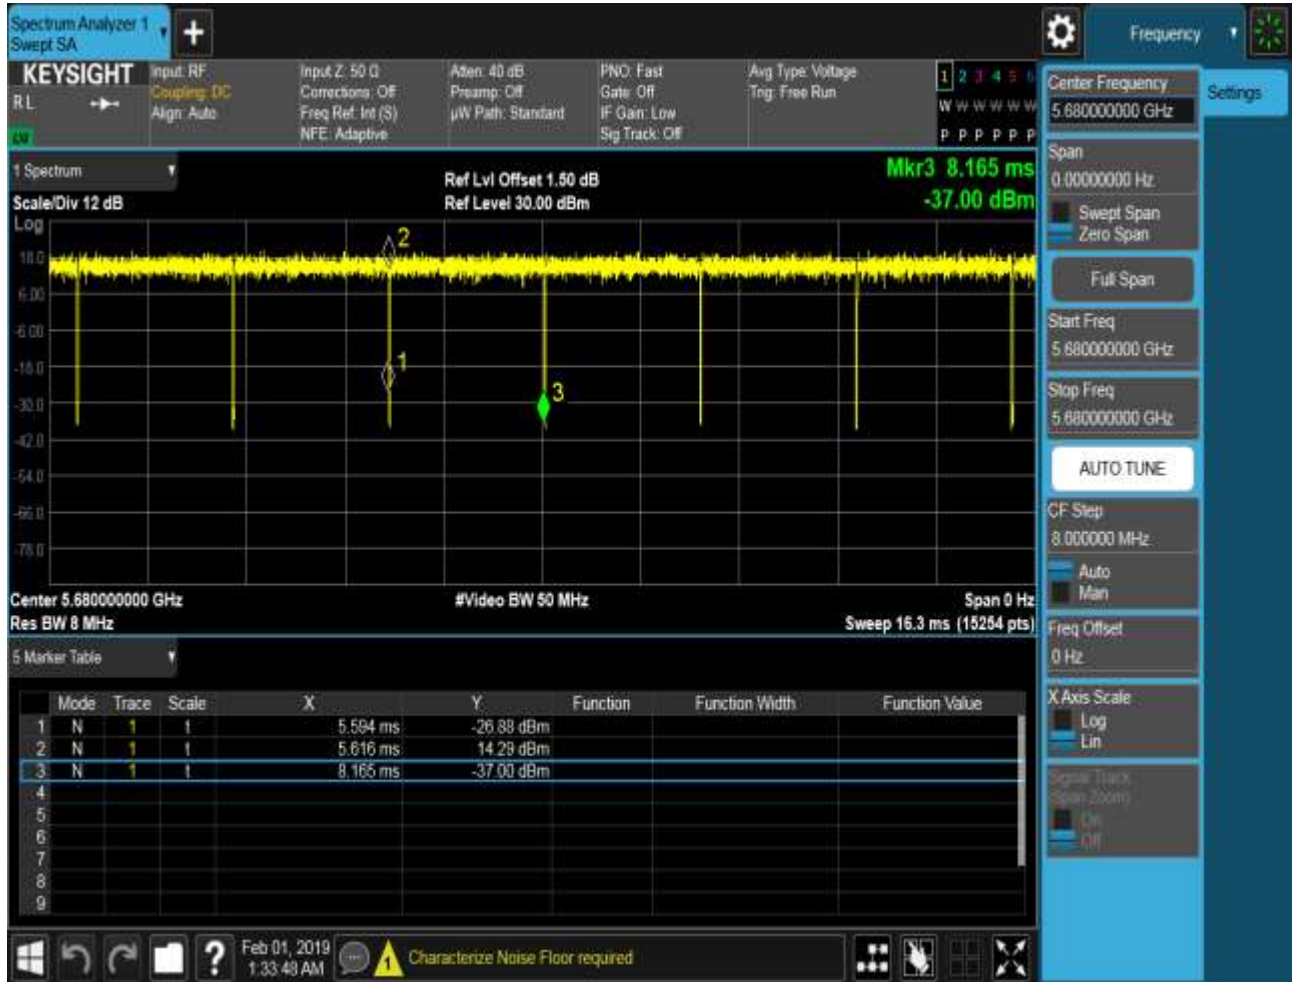 Spectrum Analyzer 1
Swept SA
Frequency
KEYSIGHT
RL
Input: RF
Coupling: DC
Align: Auto
Input Z: 50 Ω
Corrections: Off
Freq Ref: Int (S)
NFE: Adaptive
Atten: 40 dB
Preamp: Off
µW Path: Standard
PNO: Fast
Gate: Off
IF Gain: Low
Sig Track: Off
Avg Type: Voltage
Trig: Free Run
1 2 3 4 5 6
W W W W W W
P P P P P P
Center Frequency
5.680000000 GHz
Settings
Span
0.00000000 Hz
Swept Span
Zero Span
Full Span
Start Freq
5.680000000 GHz
Stop Freq
5.680000000 GHz
AUTO TUNE
CF Step
8.000000 MHz
Auto
Man
Freq Offset
0 Hz
X Axis Scale
Log
Lin
Signal Track
(Span Zoom)
On
Off
1 Spectrum
Scale/Div 12 dB
Ref Lvl Offset 1.50 dB
Ref Level 30.00 dBm
Mkr3 8.165 ms
-37.00 dBm
Log
18.0
6.00
-6.00
-18.0
-30.0
-42.0
-54.0
-66.0
-78.0
2
1
3
Center 5.680000000 GHz
#Video BW 50 MHz
Span 0 Hz
Res BW 8 MHz
Sweep 16.3 ms (15254 pts)
5 Marker Table
Mode Trace Scale X Y Function Function Width Function Value
1 N 1 t 5.594 ms -26.88 dBm
2 N 1 t 5.616 ms 14.29 dBm
3 N 1 t 8.165 ms -37.00 dBm
4
5
6
7
8
9
?
Feb 01, 2019
1:33:48 AM
1
Characterize Noise Floor required